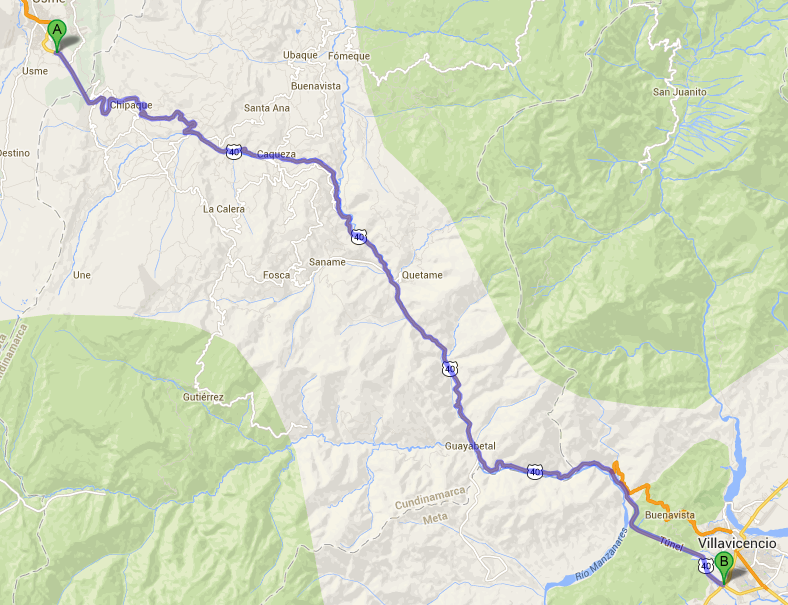 Usme
A
Usme
Ubaque
Fómeque
Buenavista
San Juanito
Chipaque
Santa Ana
Destino
40
Caqueza
La Calera
40
Une
Fosca
Saname
Quetame
Cundinamarca
40
Gutiérrez
Guayabetal
40
Cundinamarca
Meta
Buenavista
Río Manzanares
Túnel
Villavicencio
40
B